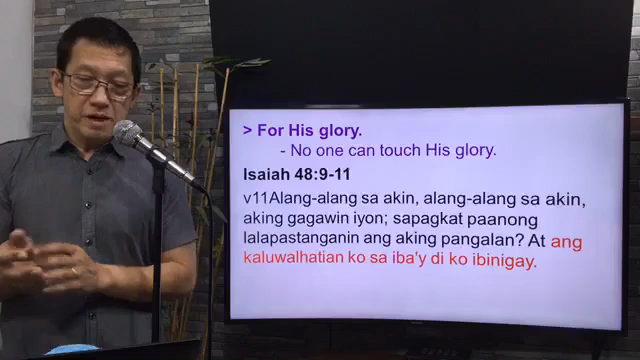 > For His glory.
- No one can touch His glory.
Isaiah 48:9-11
v11Alang-alang sa akin, alang-alang sa akin,
aking gagawin iyon; sapagkat paanong
lalapastanganin ang aking pangalan? At ang
kaluwalhatian ko sa iba'y di ko ibinigay.